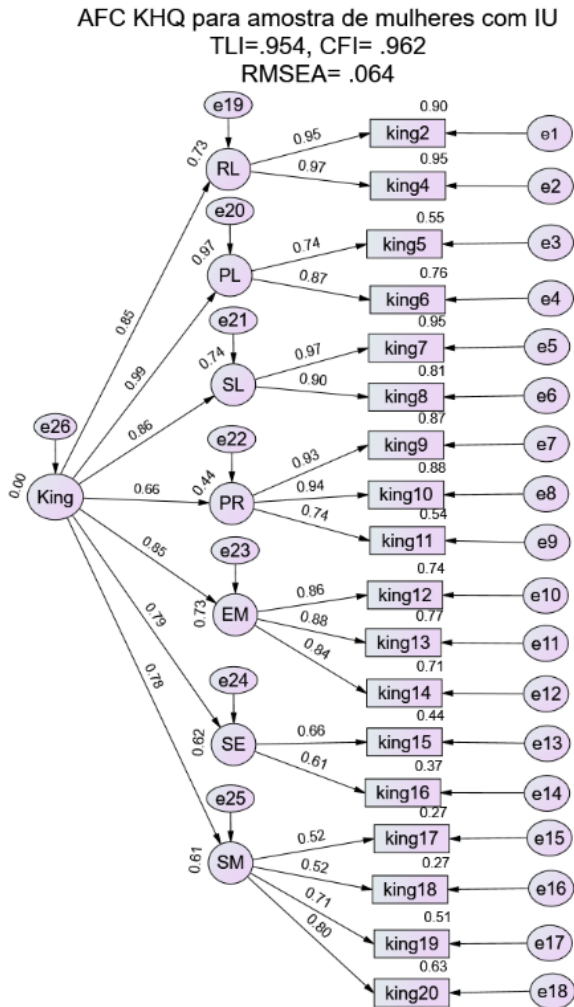 AFC KHQ para amostra de mulheres com IU
TLI=.954, CFI= .962
RMSEA= .064
e19
0.73
RL
0.95
0.97
0.90
king2
e1
0.95
king4
e2
e20
0.97
PL
0.74
0.87
0.55
king5
e3
0.76
king6
e4
e21
0.74
SL
0.97
0.90
0.95
king7
e5
0.81
king8
e6
e22
0.44
PR
0.93
0.94
0.74
0.87
king9
e7
0.88
king10
e8
0.54
king11
e9
e23
0.73
EM
0.86
0.88
0.84
0.74
king12
e10
0.77
king13
e11
0.71
king14
e12
e24
0.62
SE
0.66
0.61
0.44
king15
e13
0.37
king16
e14
e25
0.61
SM
0.52
0.52
0.71
0.80
0.27
king17
e15
0.27
king18
e16
0.51
king19
e17
0.63
king20
e18
e26
0.00
King
0.85
0.99
0.86
0.66
0.85
0.79
0.78